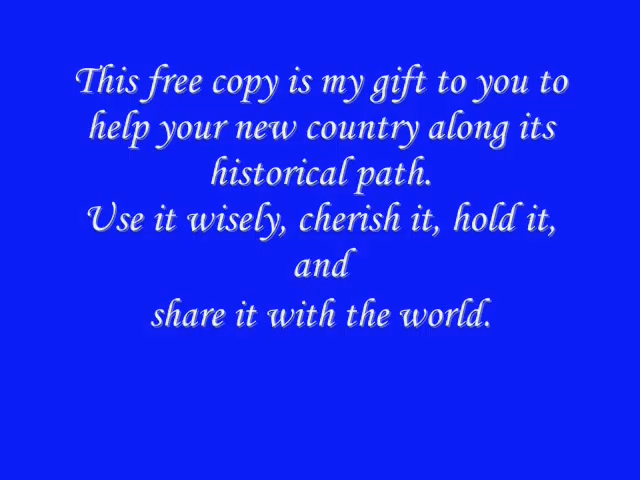 This free copy is my gift to you to
help your new country along its
historical path.
Use it wisely, cherish it, hold it,
and
share it with the world.